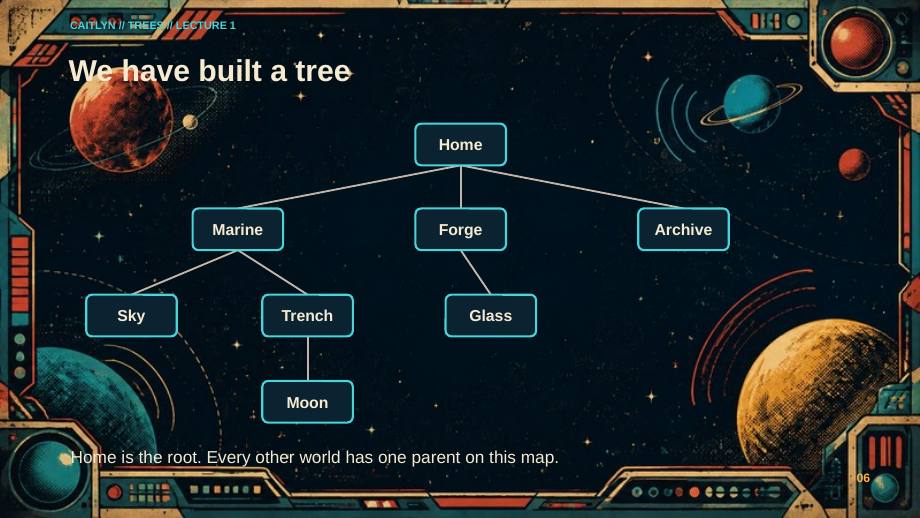 CAITLYN // TREES // LECTURE 1
We have built a tree
Home
Marine
Forge
Archive
Sky
Trench
Glass
Moon
Home is the root. Every other world has one parent on this map.
06